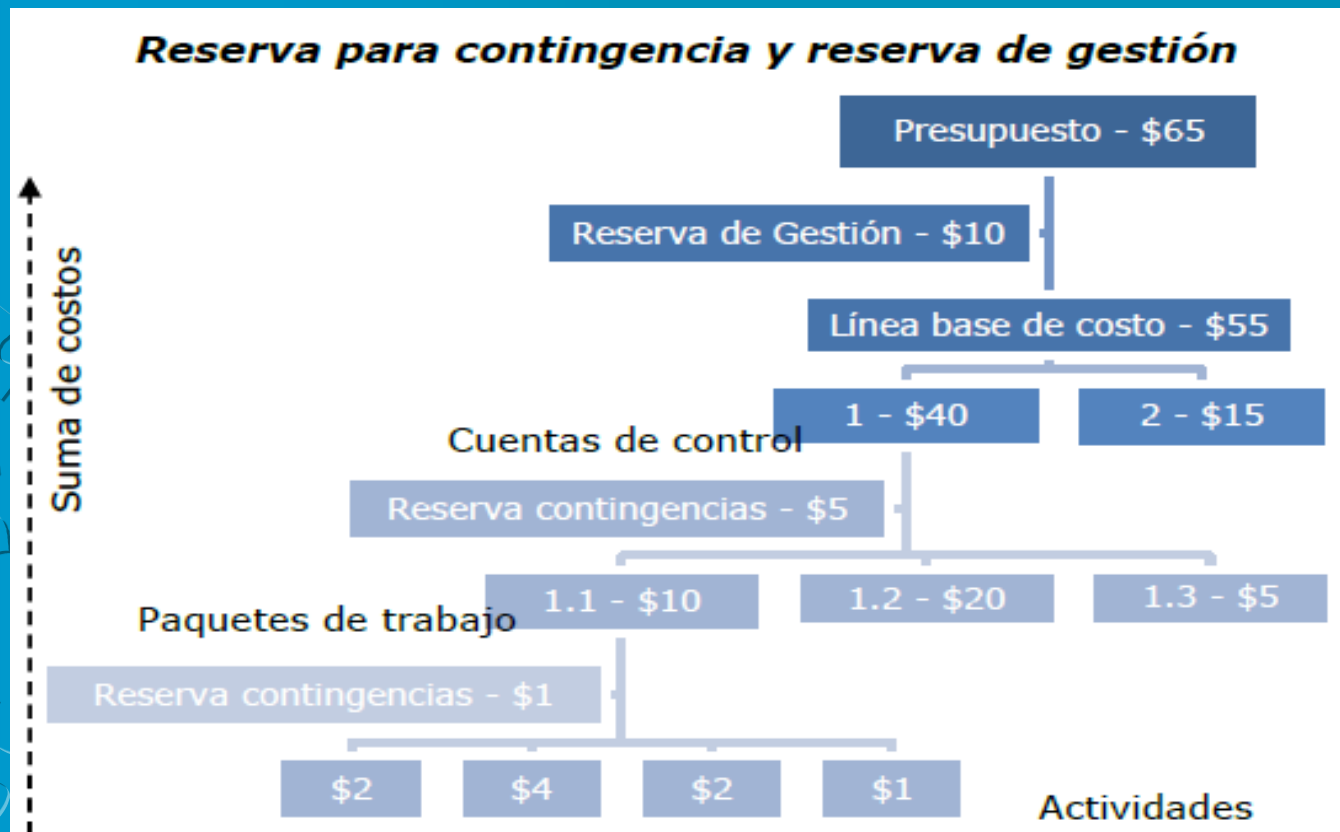 Reserva para contingencia y reserva de gestión
Presupuesto - $65
Reserva de Gestión - $10
Línea base de costo - $55
1 - $40
2 - $15
Cuentas de control
Reserva contingencias - $5
1.1 - $10
1.2 - $20
1.3 - $5
Paquetes de trabajo
Reserva contingencias - $1
$2
$4
$2
$1
Actividades
Suma de costos